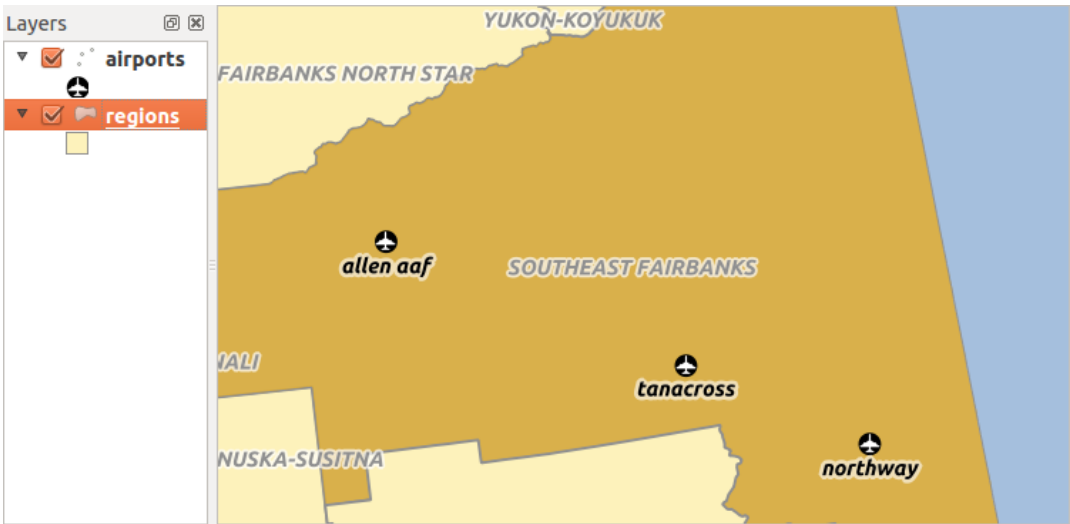 Layers
airports
regions
YUKON-KOYUKUK
FAIRBANKS NORTH STAR
allen aaf
SOUTHEAST FAIRBANKS
NALI
tanacross
NUSKA-SUSITNA
northway